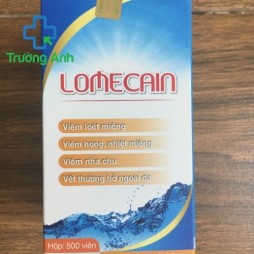 Trường Anh
LOMECAIN
Viêm loét miệng
Viêm họng, nhiệt miệng
Viêm nha chu
Vết thương hở ngoài da
Hộp: 500 viên